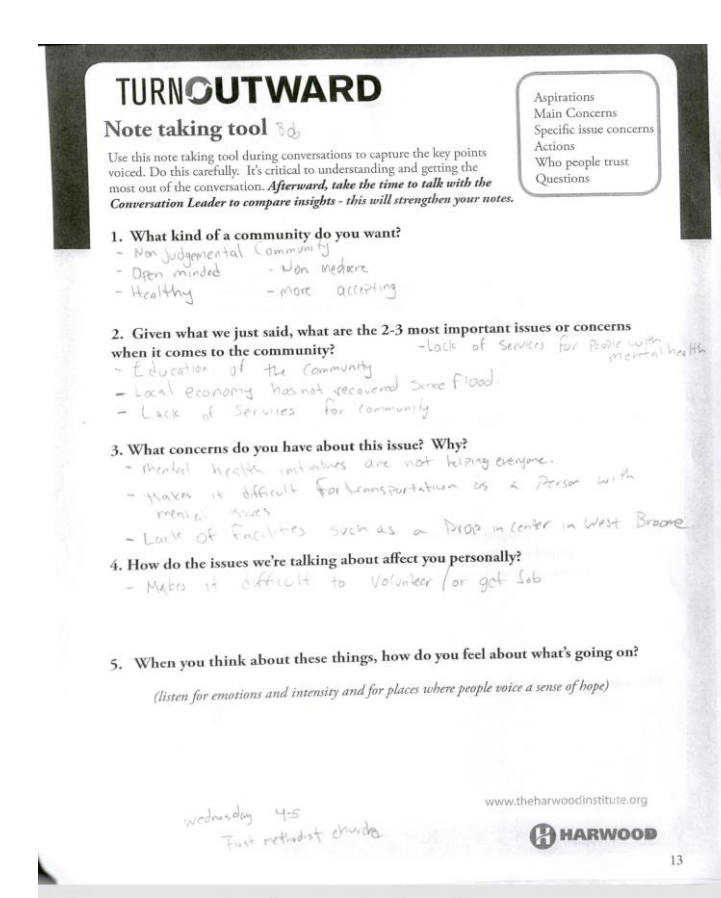 TURNOUTWARD
Note taking tool Bob
Use this note taking tool during conversations to capture the key points
voiced. Do this carefully. It's critical to understanding and getting the
most out of the conversation. Afterward, take the time to talk with the
Conversation Leader to compare insights - this will strengthen your notes.
Aspirations
Main Concerns
Specific issue concerns
Actions
Who people trust
Questions
1. What kind of a community do you want?
- Non Judgemental Community
- Open minded - Non mediocre
- Healthy - more accepting
2. Given what we just said, what are the 2-3 most important issues or concerns
when it comes to the community? - Lack of Services for People with
mental health
- Education of the Community
- Local economy has not recovered since flood.
- Lack of Services for community
3. What concerns do you have about this issue? Why?
- mental health initiatives are not helping everyone.
- Makes it difficult for transportation as a Person with
mental issues
- Lack of Facilities such as a Drop in center in West Broome
4. How do the issues we're talking about affect you personally?
- Makes it difficult to Volunteer/or get Job
5. When you think about these things, how do you feel about what's going on?
(listen for emotions and intensity and for places where people voice a sense of hope)
www.theharwoodinstitute.org
wednesday 4-5
First methodist church
HARWOOD
13